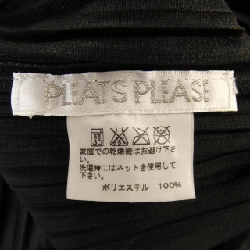 PLEATS PLEASE
家庭での乾燥機はお避け下さ
い。
洗濯時にはネットを使用して
下さい。
ポリエステル 100%